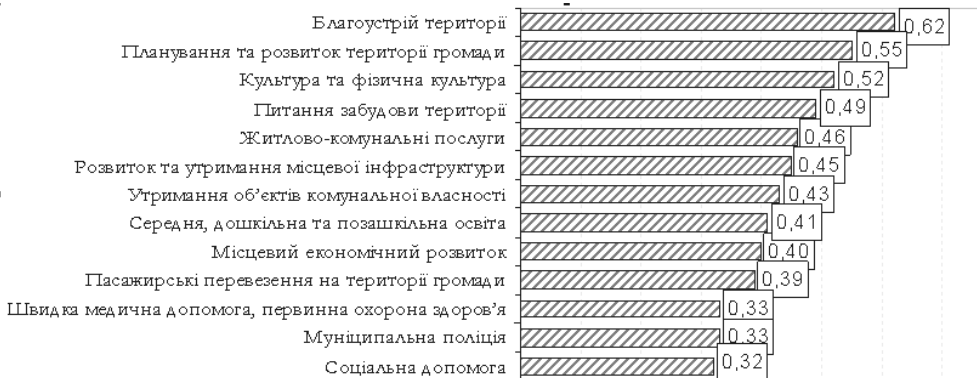 Благоустрій території 0,62
Планування та розвиток території громади 0,55
Культура та фізична культура 0,52
Питання забудови території 0,49
Житлово-комунальні послуги 0,46
Розвиток та утримання місцевої інфраструктури 0,45
Утримання об’єктів комунальної власності 0,43
Середня, дошкільна та позашкільна освіта 0,41
Місцевий економічний розвиток 0,40
Пасажирські перевезення на території громади 0,39
Швидка медична допомога, первинна охорона здоров’я 0,33
Муніципальна поліція 0,33
Соціальна допомога 0,32